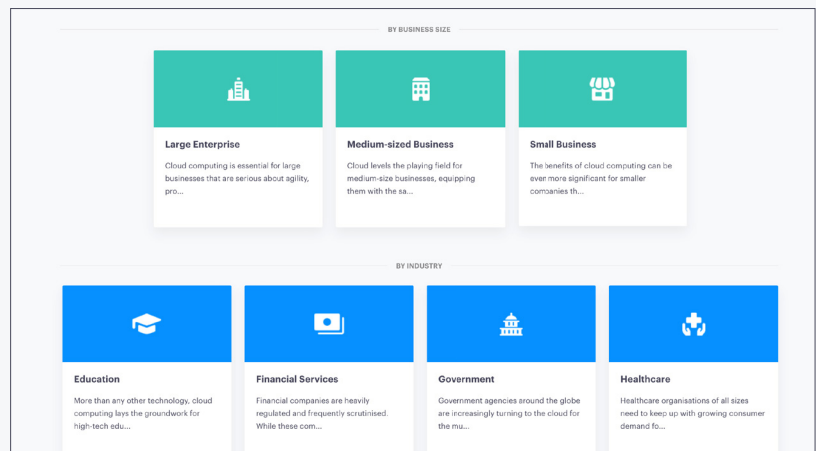 BY BUSINESS SIZE
Large Enterprise
Cloud computing is essential for large
businesses that are serious about agility,
pro...
Medium-sized Business
Cloud levels the playing field for
medium-size businesses, equipping
them with the sa...
Small Business
The benefits of cloud computing can be
ever more significant for smaller
companies th...
BY INDUSTRY
Education
More than any other technology, cloud
computing lays the groundwork for
high-tech edu...
Financial Services
Financial companies are heavily
regulated and frequently scrutinised.
While these com...
Government
Government agencies around the globe
are increasingly turning to the cloud for
the mu...
Healthcare
Healthcare organisations of all sizes
need to keep up with growing consumer
demand fo...